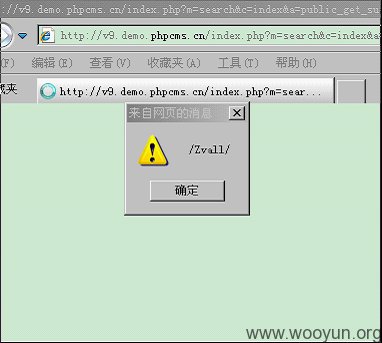 ://v9.demo.phpcms.cn/index.php?m=search&c=index&a=public_get_su
http://v9.demo.phpcms.cn/index.php?m=search&c=index&a
(F) 编辑(E) 查看(V) 收藏夹(A) 工具(T) 帮助(H)
藏夹 http://v9.demo.phpcms.cn/index.php?m=sear...
来自网页的消息
/Zvall/
确定
www.wooyun.org